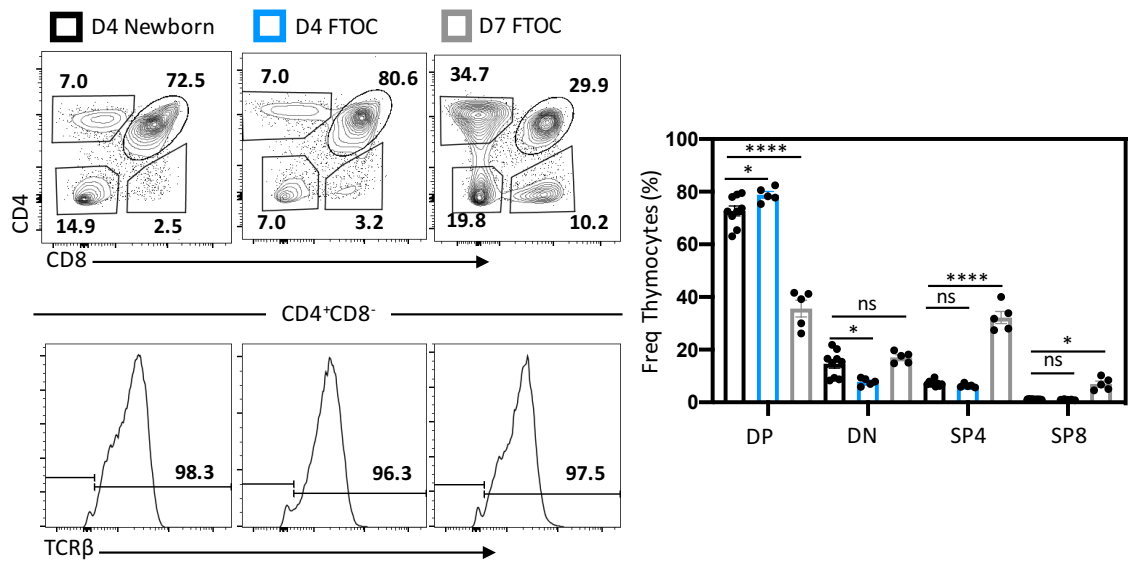 D4 Newborn D4 FTOC D7 FTOC
7.0 72.5 7.0 80.6 34.7 29.9
14.9 2.5 7.0 3.2 19.8 10.2
CD4
CD8
CD4⁺CD8⁻
98.3 96.3 97.5
TCRβ
Freq Thymocytes (%)
100
80
60
40
20
0
****
*
ns
*
****
ns
*
ns
DP DN SP4 SP8